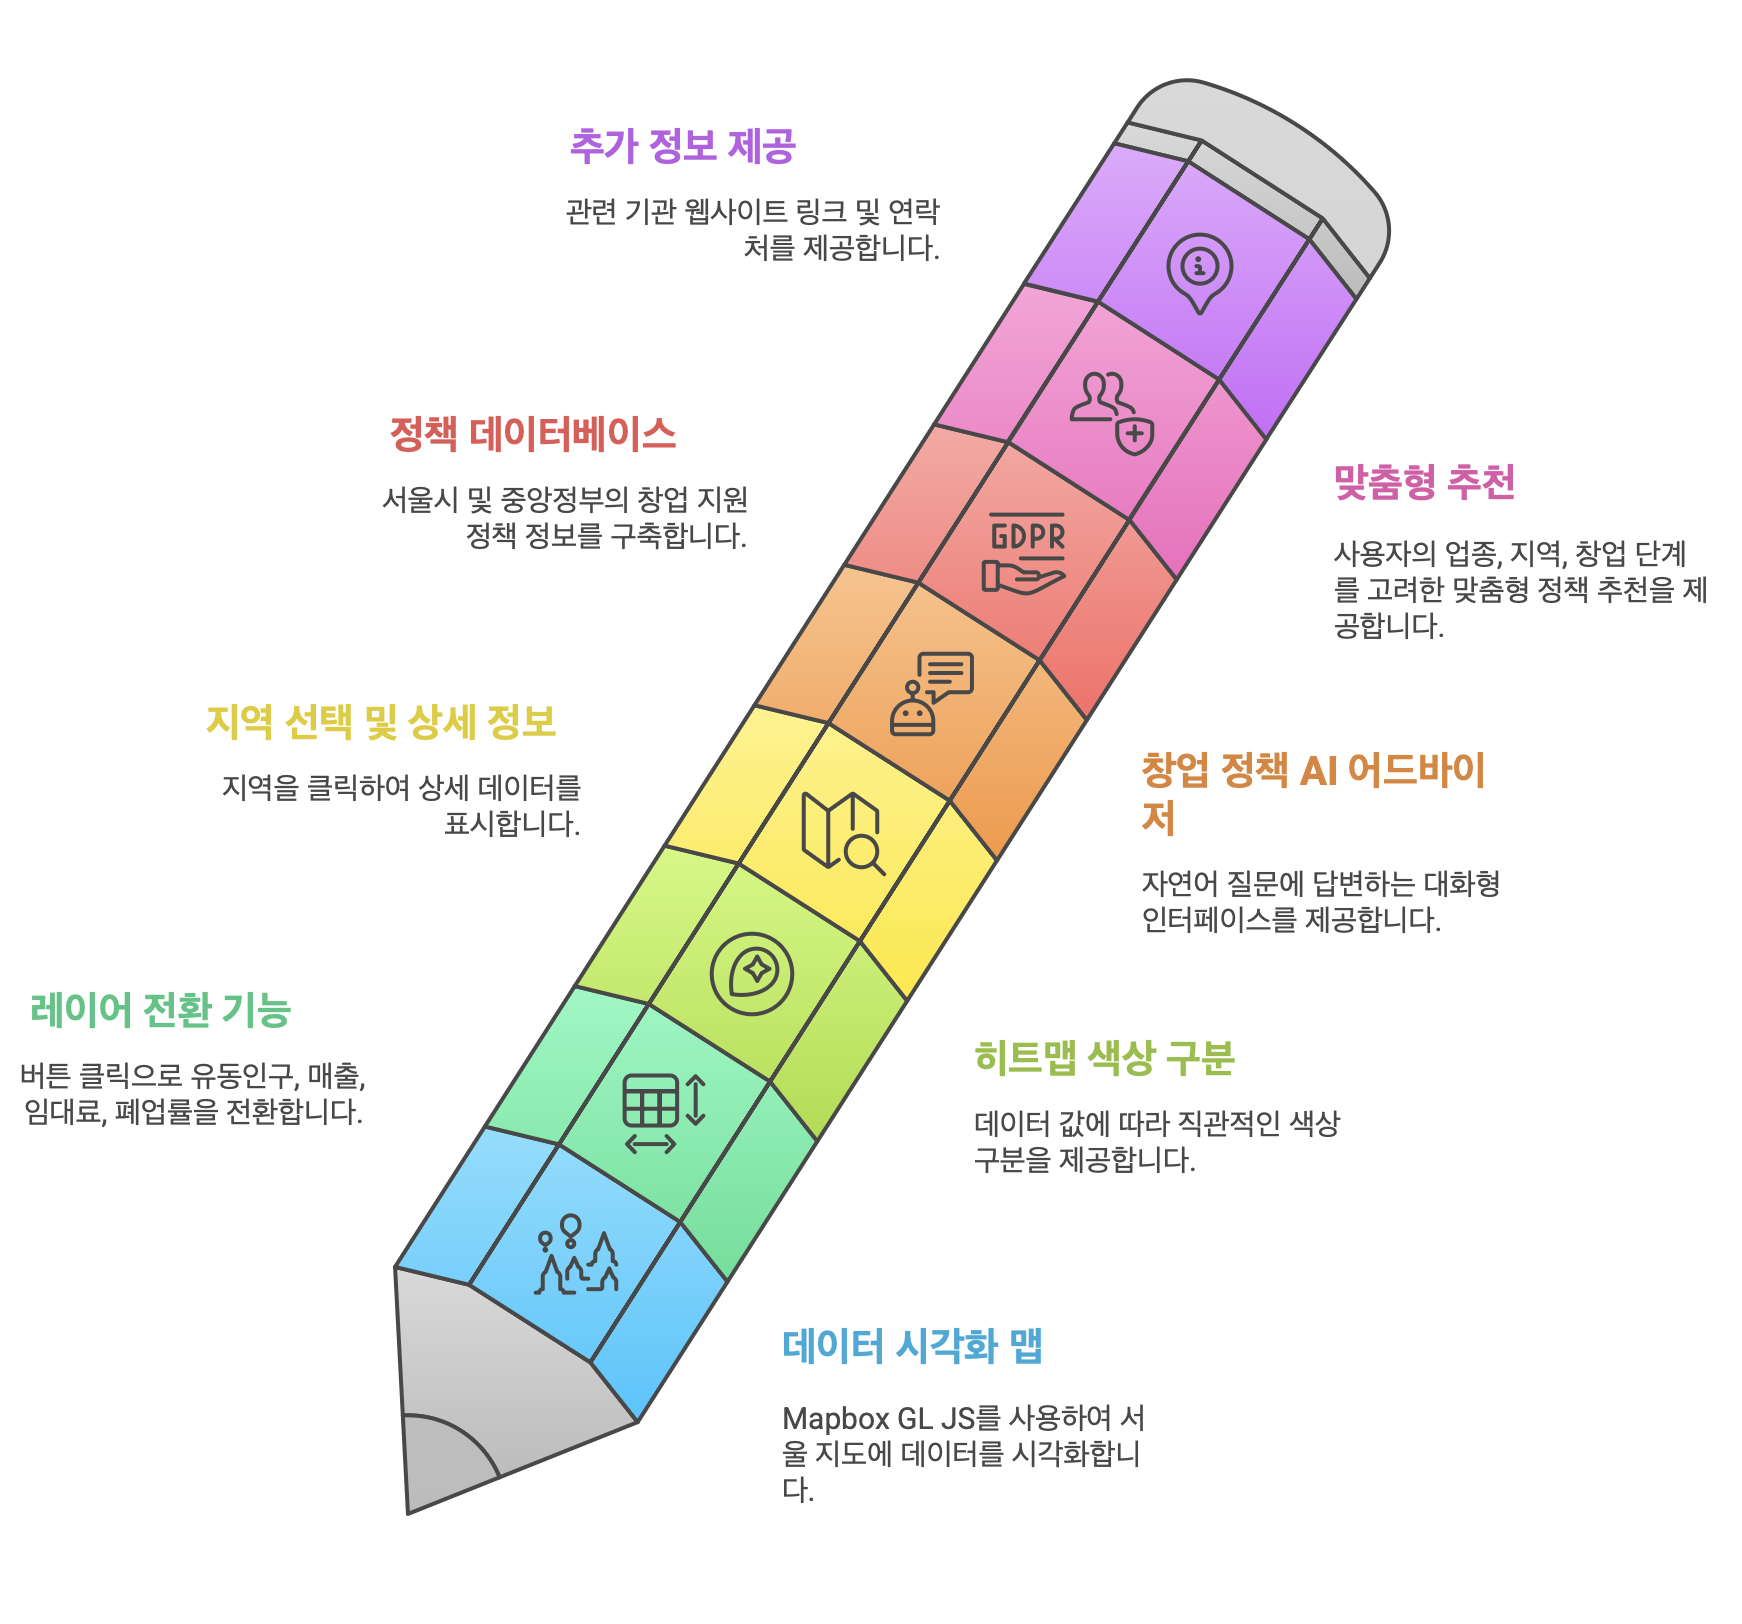 추가 정보 제공
관련 기관 웹사이트 링크 및 연락
처를 제공합니다.
정책 데이터베이스
서울시 및 중앙정부의 창업 지원
정책 정보를 구축합니다.
GDPR
맞춤형 추천
사용자의 업종, 지역, 창업 단계
를 고려한 맞춤형 정책 추천을 제
공합니다.
지역 선택 및 상세 정보
지역을 클릭하여 상세 데이터를
표시합니다.
창업 정책 AI 어드바이
저
자연어 질문에 답변하는 대화형
인터페이스를 제공합니다.
레이어 전환 기능
버튼 클릭으로 유동인구, 매출,
임대료, 폐업률을 전환합니다.
히트맵 색상 구분
데이터 값에 따라 직관적인 색상
구분을 제공합니다.
데이터 시각화 맵
Mapbox GL JS를 사용하여 서
울 지도에 데이터를 시각화합니
다.